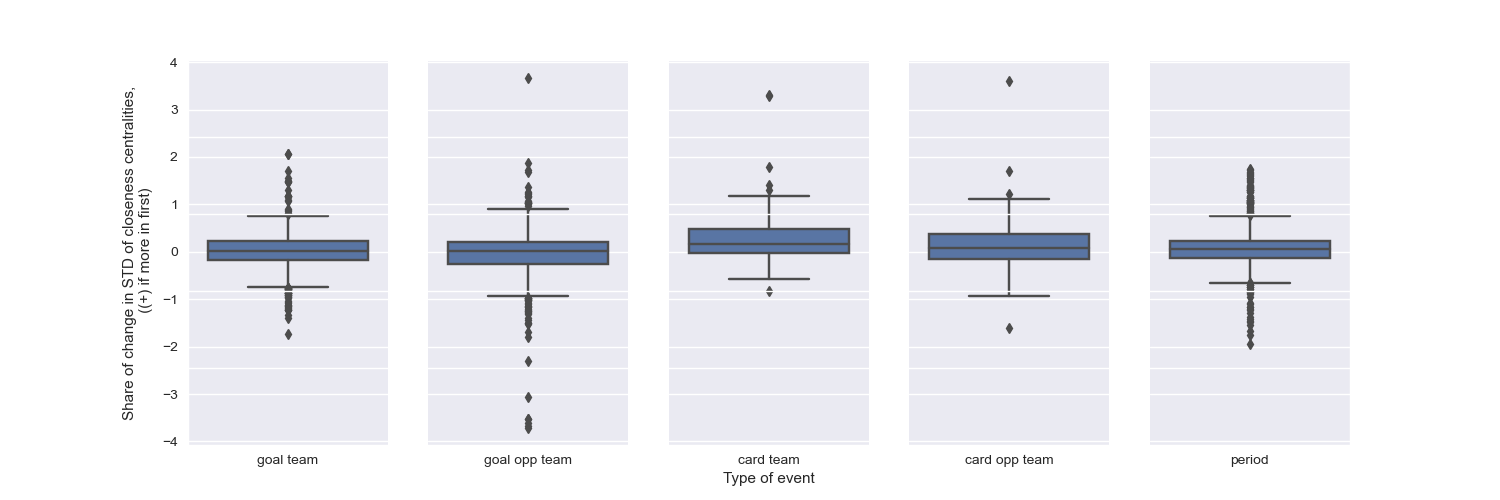 Share of change in STD of closeness centralities,
((+) if more in first)
4
3
2
1
0
−1
−2
−3
−4
goal team
goal opp team
card team
card opp team
period
Type of event